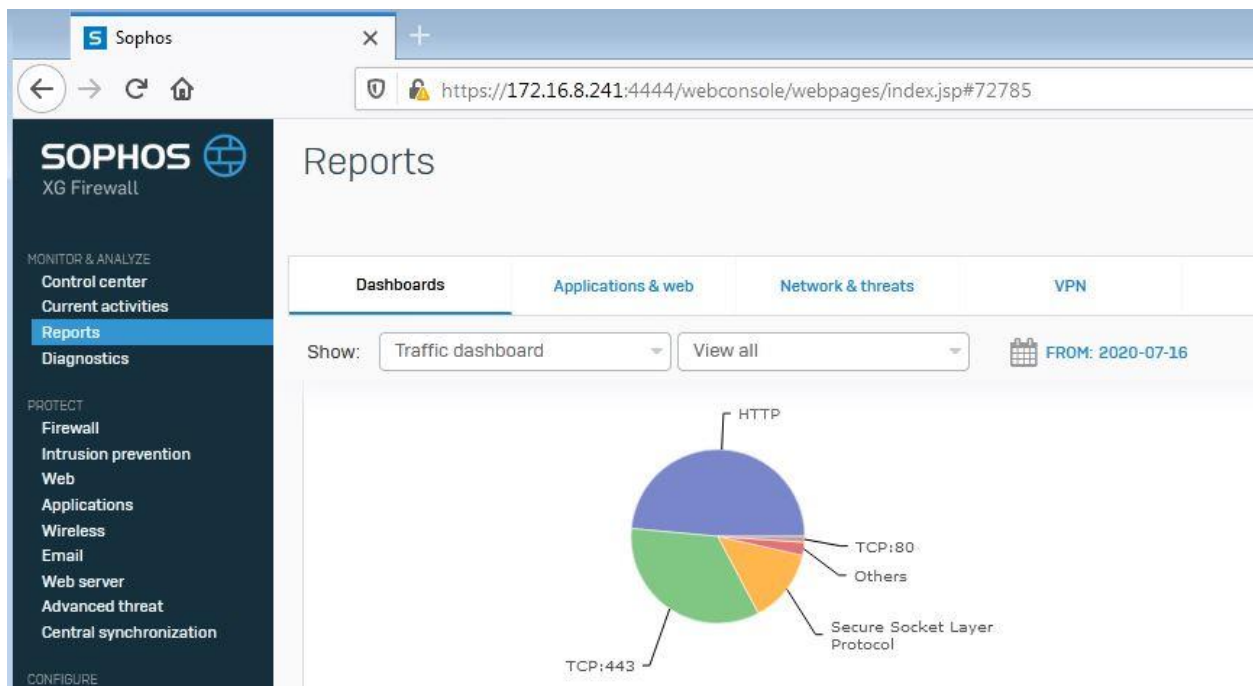 Sophos
https://172.16.8.241:4444/webconsole/webpages/index.jsp#72785
SOPHOS
XG Firewall
MONITOR & ANALYZE
Control center
Current activities
Reports
Diagnostics
PROTECT
Firewall
Intrusion prevention
Web
Applications
Wireless
Email
Web server
Advanced threat
Central synchronization
CONFIGURE
Reports
Dashboards Applications & web Network & threats VPN
Show: Traffic dashboard View all FROM: 2020-07-16
HTTP
TCP:80
Others
Secure Socket Layer
Protocol
TCP:443